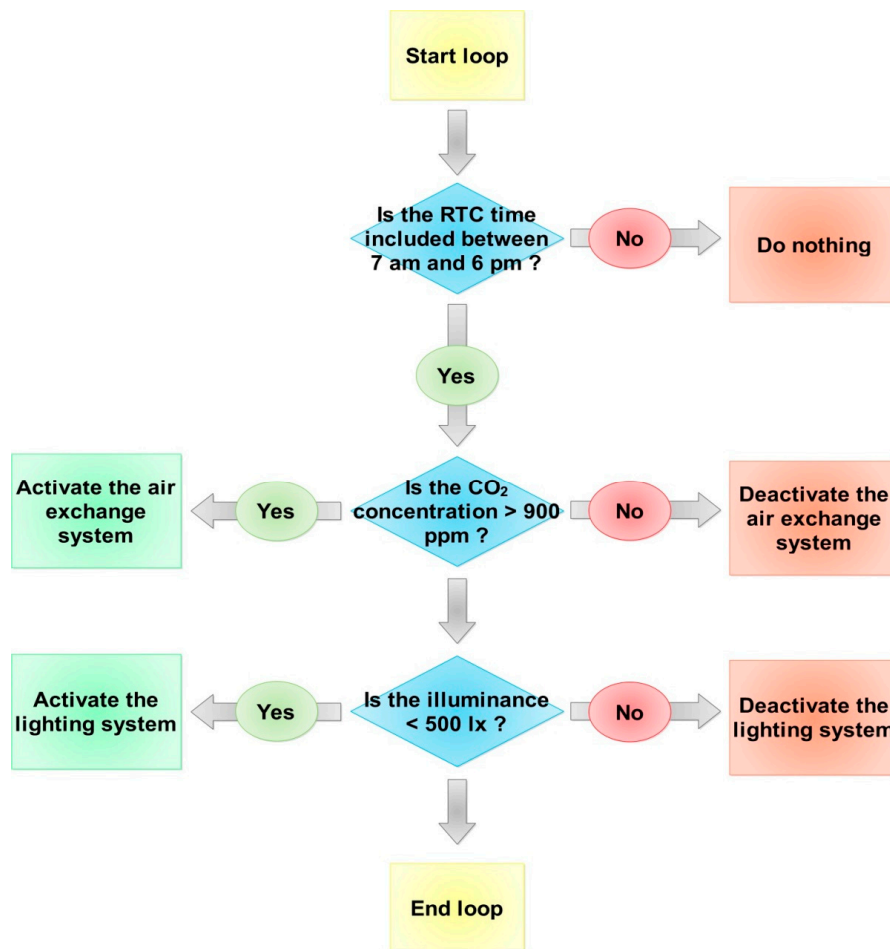 Start loop
Is the RTC time
included between
7 am and 6 pm ?
No
Do nothing
Yes
Activate the air
exchange
system
Yes
Is the CO₂
concentration > 900
ppm ?
No
Deactivate the
air exchange
system
Activate the
lighting system
Yes
Is the illuminance
< 500 lx ?
No
Deactivate the
lighting system
End loop